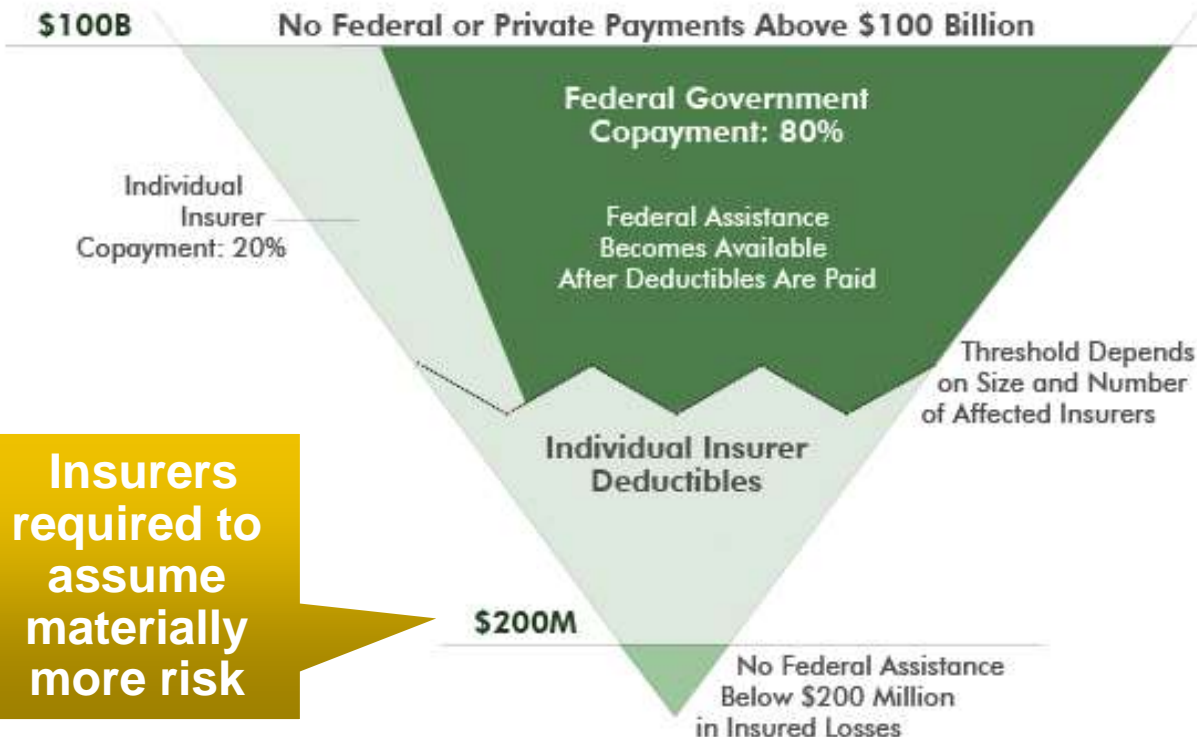 $100B
No Federal or Private Payments Above $100 Billion
Federal Government
Copayment: 80%
Individual
Insurer
Copayment: 20%
Federal Assistance
Becomes Available
After Deductibles Are Paid
Threshold Depends
on Size and Number
of Affected Insurers
Individual Insurer
Deductibles
Insurers
required to
assume
materially
more risk
$200M
No Federal Assistance
Below $200 Million
in Insured Losses